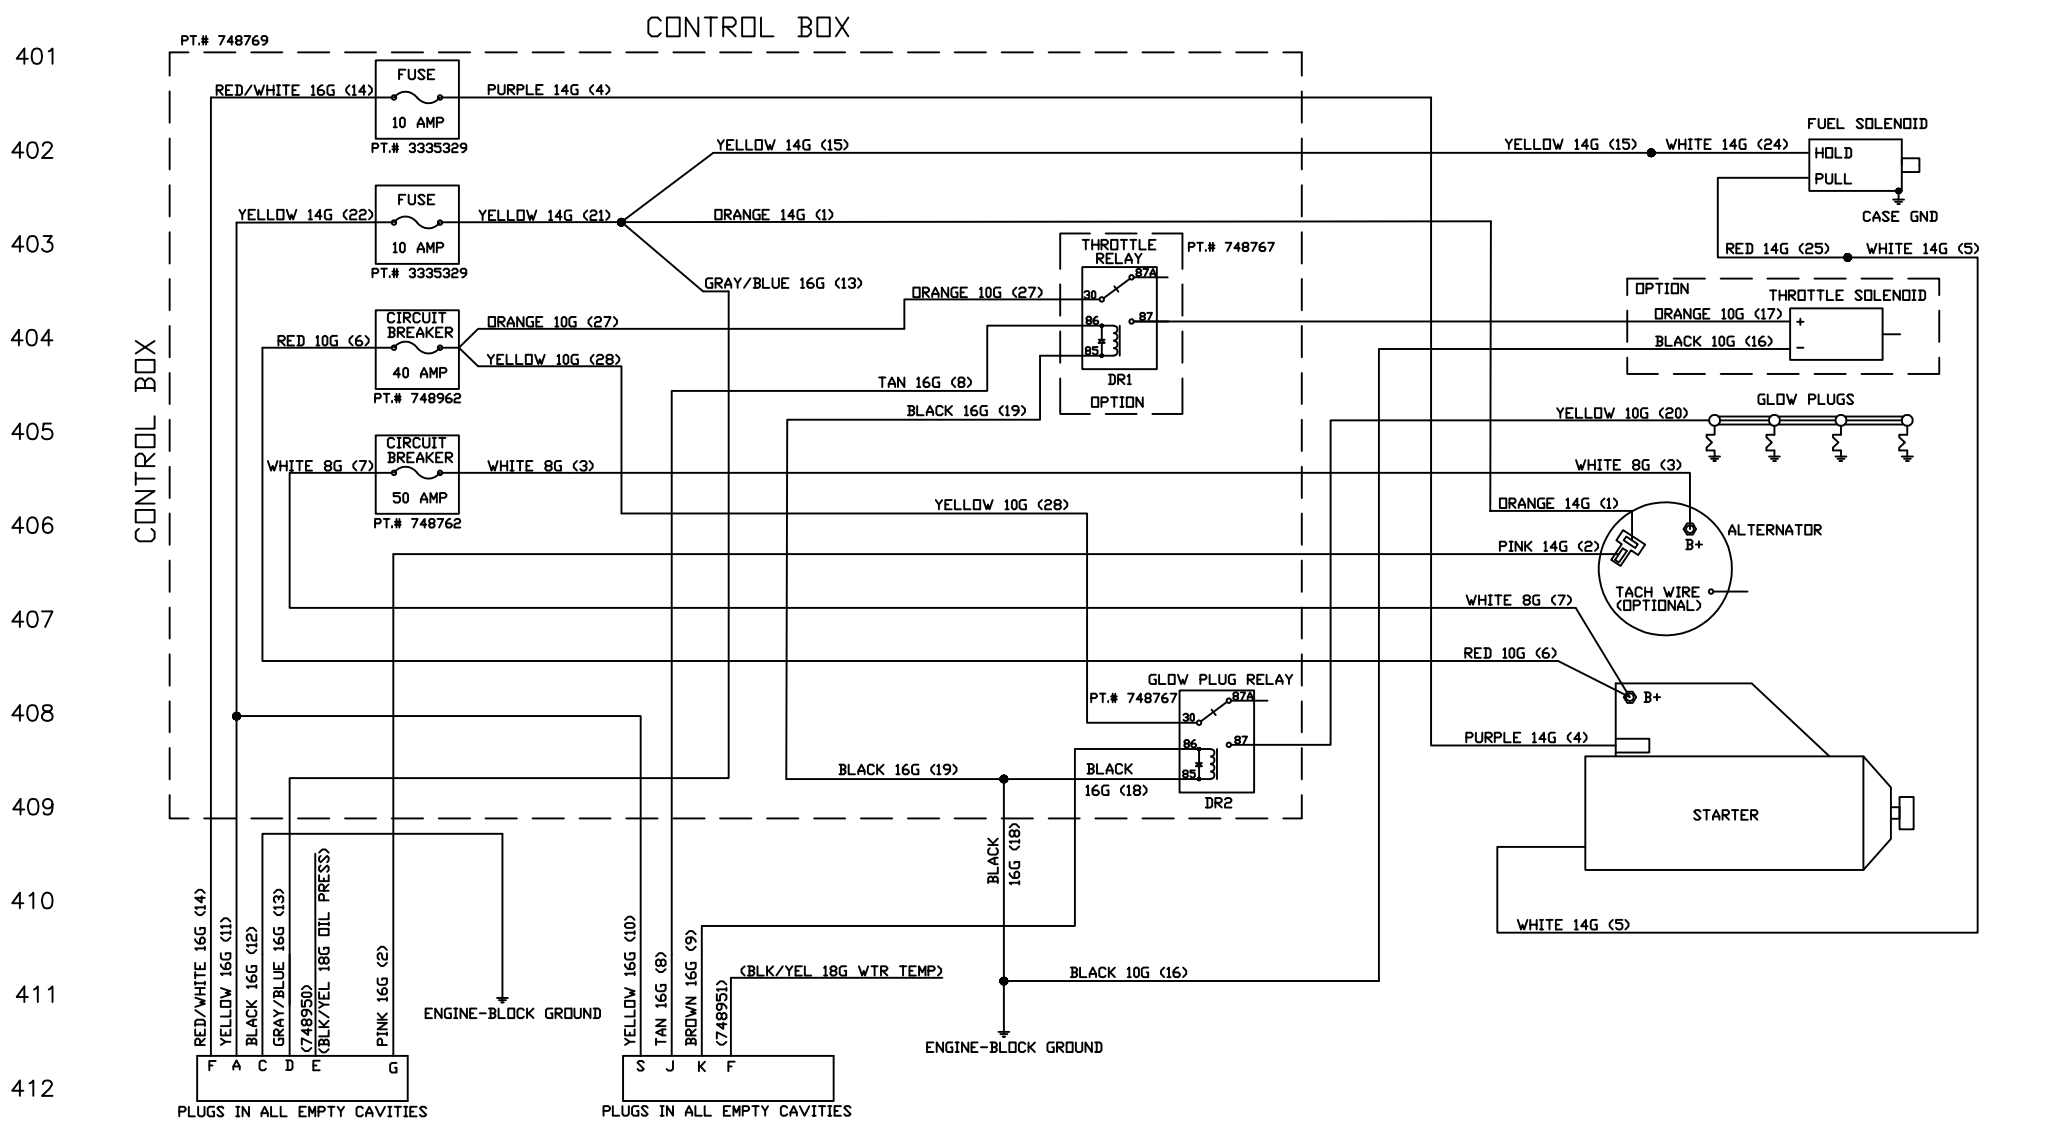 CONTROL BOX
PT.# 748769
401
402
403
404
405
406
407
408
409
410
411
412
CONTROL BOX
RED/WHITE 16G (14)
FUSE
10 AMP
PT.# 3335329
PURPLE 14G (4)
YELLOW 14G (15)
YELLOW 14G (15)
WHITE 14G (24)
FUEL SOLENOID
HOLD
PULL
CASE GND
YELLOW 14G (22)
FUSE
10 AMP
PT.# 3335329
YELLOW 14G (21)
ORANGE 14G (1)
GRAY/BLUE 16G (13)
RED 14G (25)
WHITE 14G (5)
THROTTLE
RELAY
PT.# 748767
87A
30
86
87
85
DR1
OPTION
ORANGE 10G (27)
OPTION
THROTTLE SOLENOID
ORANGE 10G (17)
+
BLACK 10G (16)
-
RED 10G (6)
CIRCUIT
BREAKER
40 AMP
PT.# 748962
ORANGE 10G (27)
YELLOW 10G (28)
TAN 16G (8)
BLACK 16G (19)
GLOW PLUGS
YELLOW 10G (20)
WHITE 8G (7)
CIRCUIT
BREAKER
50 AMP
PT.# 748762
WHITE 8G (3)
WHITE 8G (3)
YELLOW 10G (28)
ORANGE 14G (1)
ALTERNATOR
B+
PINK 14G (2)
TACH WIRE
(OPTIONAL)
WHITE 8G (7)
RED 10G (6)
GLOW PLUG RELAY
PT.# 748767
87A
30
86
87
85
DR2
B+
PURPLE 14G (4)
STARTER
WHITE 14G (5)
BLACK 16G (19)
BLACK
16G (18)
BLACK
16G (18)
BLACK 10G (16)
ENGINE-BLOCK GROUND
ENGINE-BLOCK GROUND
RED/WHITE 16G (14)
YELLOW 16G (11)
BLACK 16G (12)
GRAY/BLUE 16G (13)
(748950)
(BLK/YEL 18G OIL PRESS)
PINK 16G (2)
F A C D E G
PLUGS IN ALL EMPTY CAVITIES
YELLOW 16G (10)
TAN 16G (8)
BROWN 16G (9)
(748951)
(BLK/YEL 18G WTR TEMP)
S J K F
PLUGS IN ALL EMPTY CAVITIES